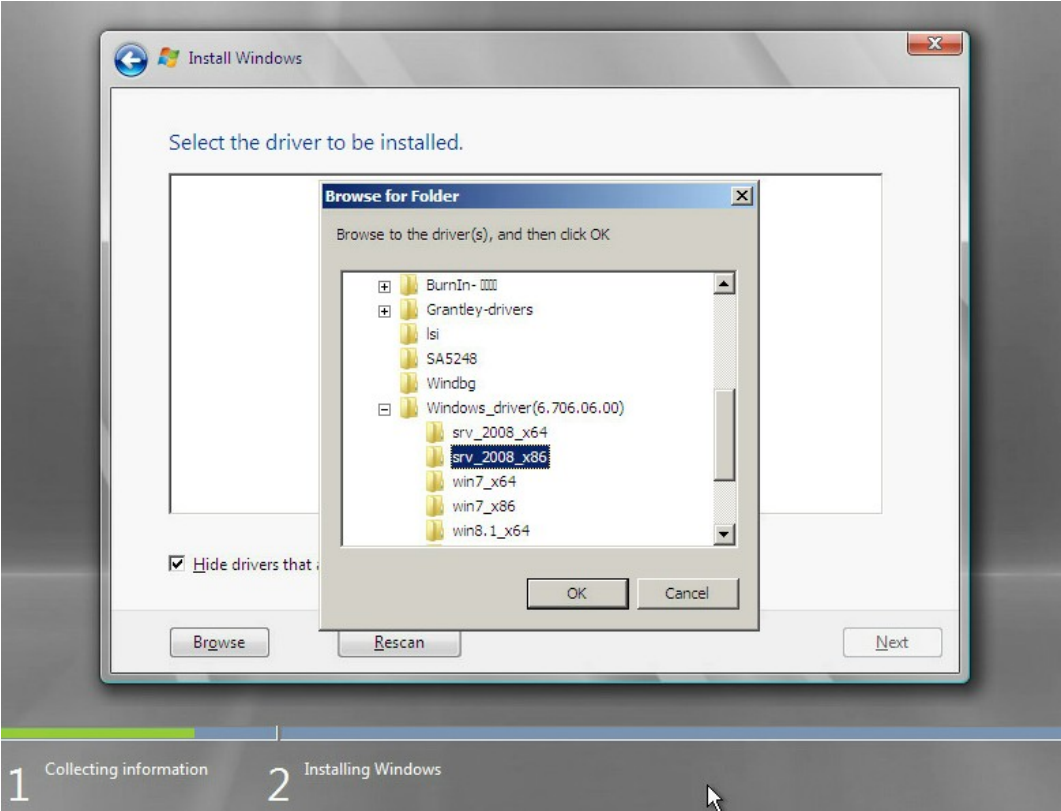 Install Windows
Select the driver to be installed.
Browse for Folder
Browse to the driver(s), and then click OK
BurnIn-
Grantley-drivers
lsi
SA5248
Windbg
Windows_driver(6.706.06.00)
srv_2008_x64
srv_2008_x86
win7_x64
win7_x86
win8.1_x64
Hide drivers that
OK
Cancel
Browse
Rescan
Next
1 Collecting information
2 Installing Windows